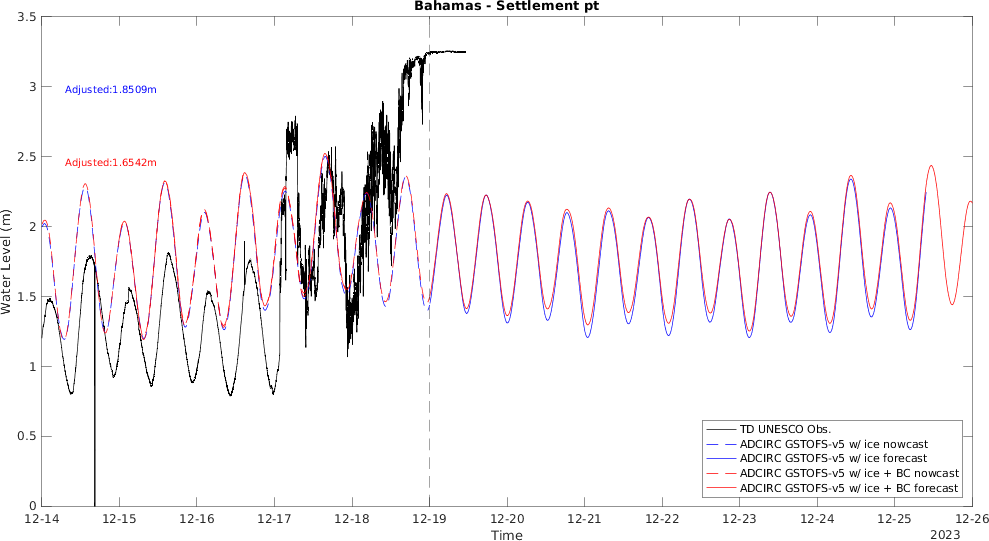 Bahamas - Settlement pt
3.5
3
2.5
2
1.5
1
0.5
0
Water Level (m)
Adjusted:1.8509m
Adjusted:1.6542m
TD UNESCO Obs.
ADCIRC GSTOFS-v5 w/ ice nowcast
ADCIRC GSTOFS-v5 w/ ice forecast
ADCIRC GSTOFS-v5 w/ ice + BC nowcast
ADCIRC GSTOFS-v5 w/ ice + BC forecast
12-14 12-15 12-16 12-17 12-18 12-19 12-20 12-21 12-22 12-23 12-24 12-25 12-26
Time
2023